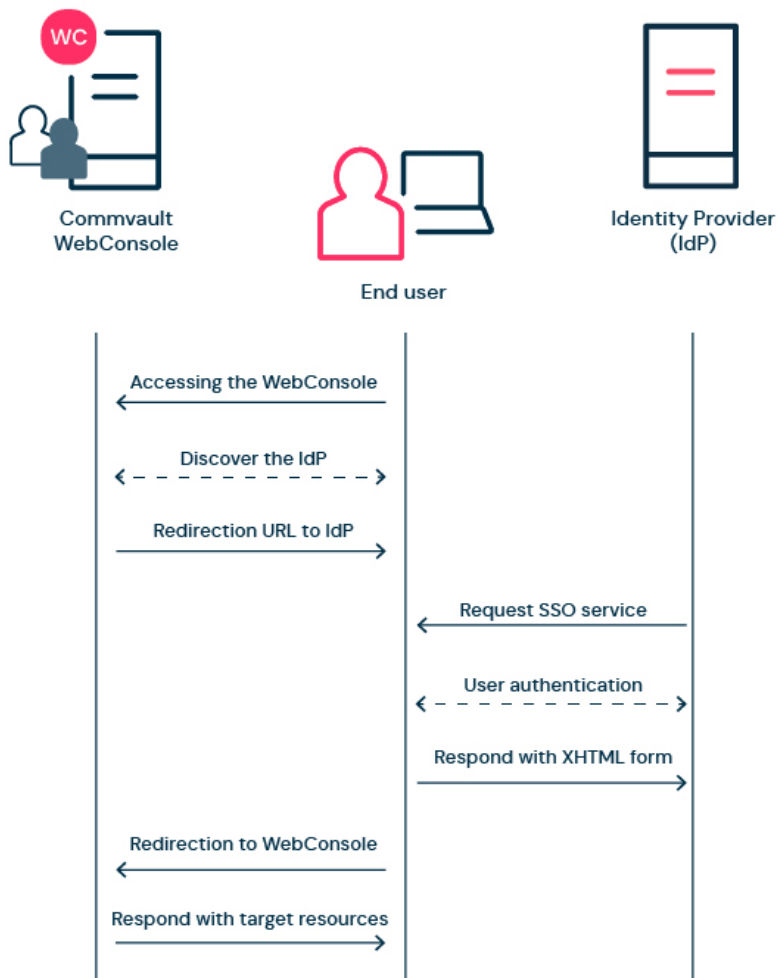 WC
Commvault
WebConsole
End user
Identity Provider
(IdP)
Accessing the WebConsole
Discover the IdP
Redirection URL to IdP
Request SSO service
User authentication
Respond with XHTML form
Redirection to WebConsole
Respond with target resources